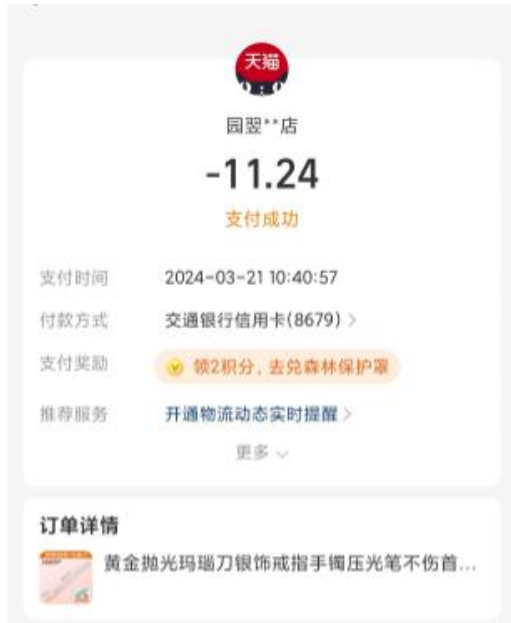 天猫
园翌**店
-11.24
支付成功
支付时间 2024-03-21 10:40:57
付款方式 交通银行信用卡(8679) >
支付奖励 领2积分，去兑森林保护罩
推荐服务 开通物流动态实时提醒 >
更多
订单详情
黄金抛光玛瑙刀银饰戒指手镯压光笔不伤首...